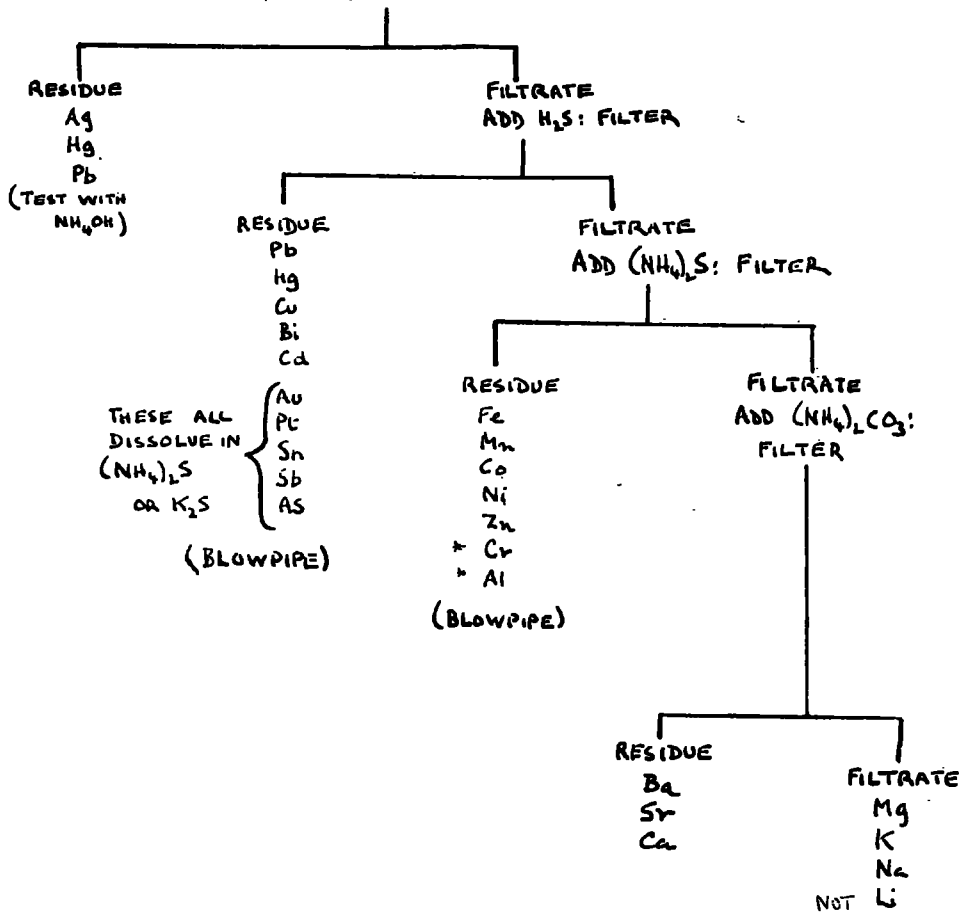 RESIDUE
Ag
Hg
Pb
(TEST WITH
NH₄OH)
FILTRATE
ADD H₂S: FILTER
RESIDUE
Pb
Hg
Cu
Bi
Cd
THESE ALL
DISSOLVE IN
(NH₄)₂S
OR K₂S
Au
Pt
Sn
Sb
As
(BLOWPIPE)
FILTRATE
ADD (NH₄)₂S: FILTER
RESIDUE
Fe
Mn
Co
Ni
Zn
* Cr
* Al
(BLOWPIPE)
FILTRATE
ADD (NH₄)₂CO₃:
FILTER
RESIDUE
Ba
Sr
Ca
FILTRATE
Mg
K
Na
NOT Li